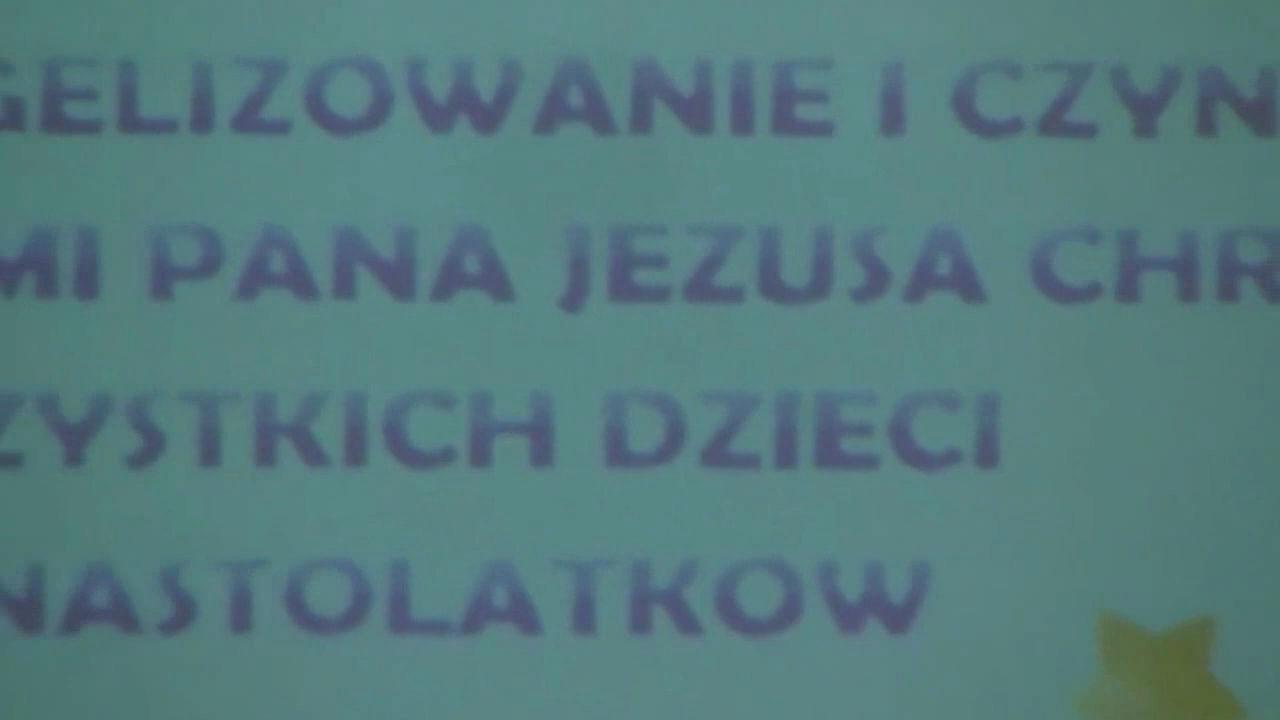 GELIZOWANIE I CZYN
MI PANA JEZUSA CHR
ZYSTKICH DZIECI
NASTOLATKOW